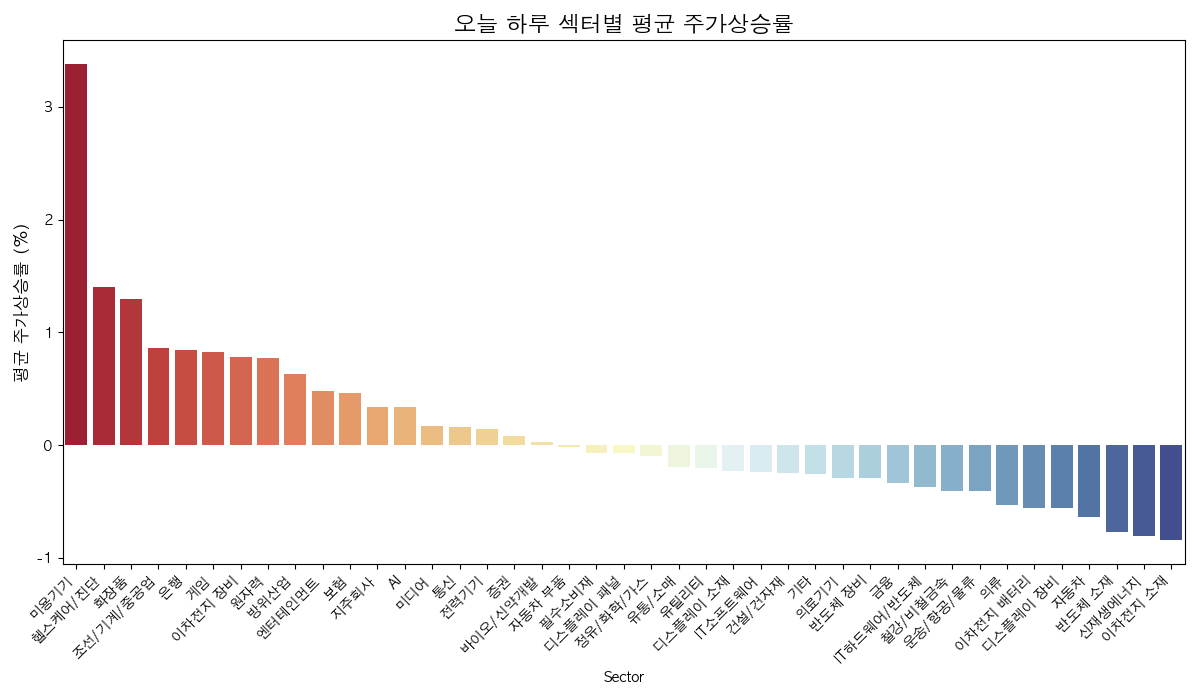 오늘 하루 섹터별 평균 주가상승률
평균 주가상승률 (%)
3
2
1
0
-1
미용기기
헬스케어/진단
화장품
조선/기계/중공업
은행
게임
이차전지 장비
원자력
방위산업
엔터테인먼트
보험
지주회사
AI
미디어
통신
전력기기
증권
바이오/신약개발
자동차 부품
필수소비재
디스플레이 패널
정유/화학/가스
유통/소매
유틸리티
디스플레이 소재
IT소프트웨어
건설/건자재
기타
의료기기
반도체 장비
금융
IT하드웨어/반도체
철강/비철금속
운송/항공/물류
의류
이차전지 배터리
디스플레이 장비
자동차
반도체 소재
신재생에너지
이차전지 소재
Sector